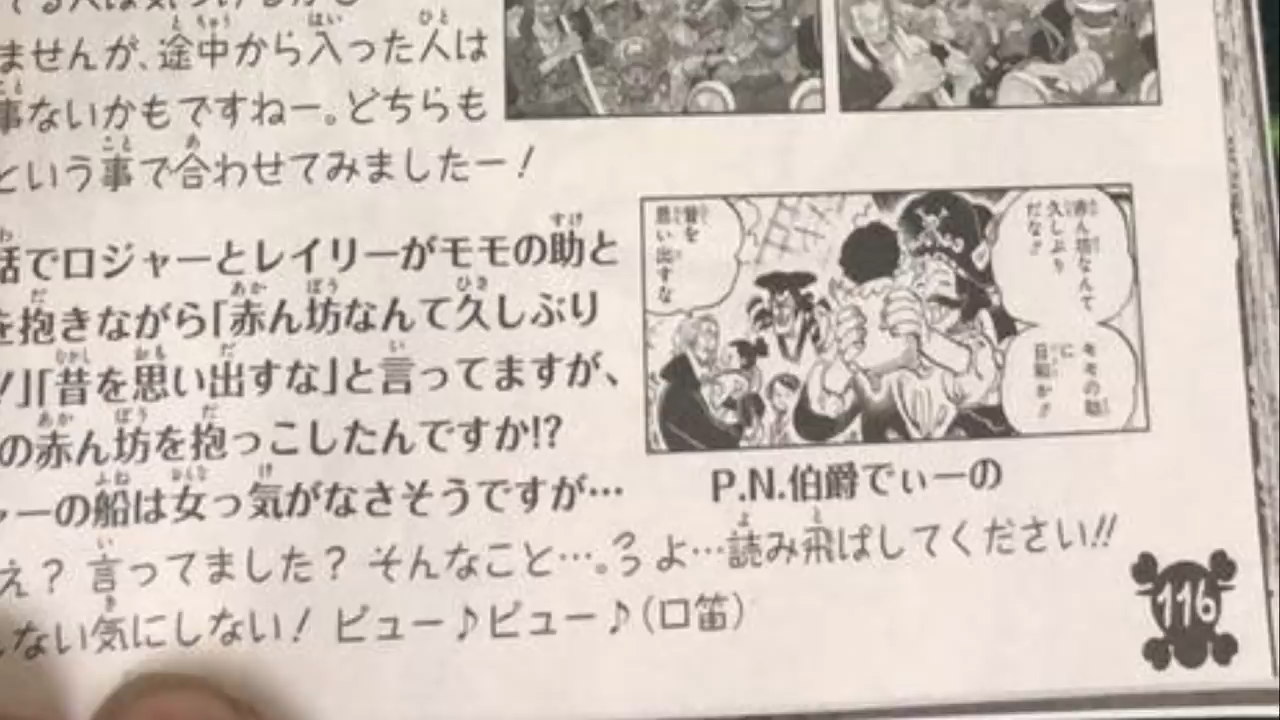 ませんが、途中から入った人は
事ないかもですねー。どちらも
という事で合わせてみましたー!
話でロジャーとレイリーがモモの助と
を抱きながら「赤ん坊なんて久しぶり
!」「昔を思い出すな」と言ってますが、
の赤ん坊を抱っこしたんですか!?
ーの船は女っ気がなさそうですが…
P.N.伯爵でぃーの
え?言ってました?そんなこと…。うっ よ…読み飛ばしてください!!
しない気にしない!ピュー♪ピュー♪(口笛)
赤ん坊なんて
久しぶり
だな!!
モモの助
に
日和か!!
昔を
思い出すな
116